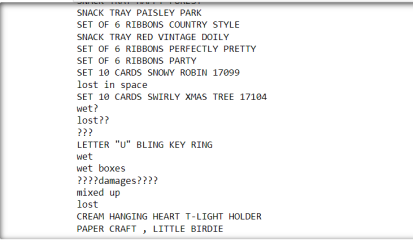 SNACK TRAY PAISLEY PARK
SET OF 6 RIBBONS COUNTRY STYLE
SNACK TRAY RED VINTAGE DOILY
SET OF 6 RIBBONS PERFECTLY PRETTY
SET OF 6 RIBBONS PARTY
SET 10 CARDS SNOWY ROBIN 17099
lost in space
SET 10 CARDS SWIRLY XMAS TREE 17104
wet?
lost??
???
LETTER "U" BLING KEY RING
wet
wet boxes
????damages????
mixed up
lost
CREAM HANGING HEART T-LIGHT HOLDER
PAPER CRAFT , LITTLE BIRDIE